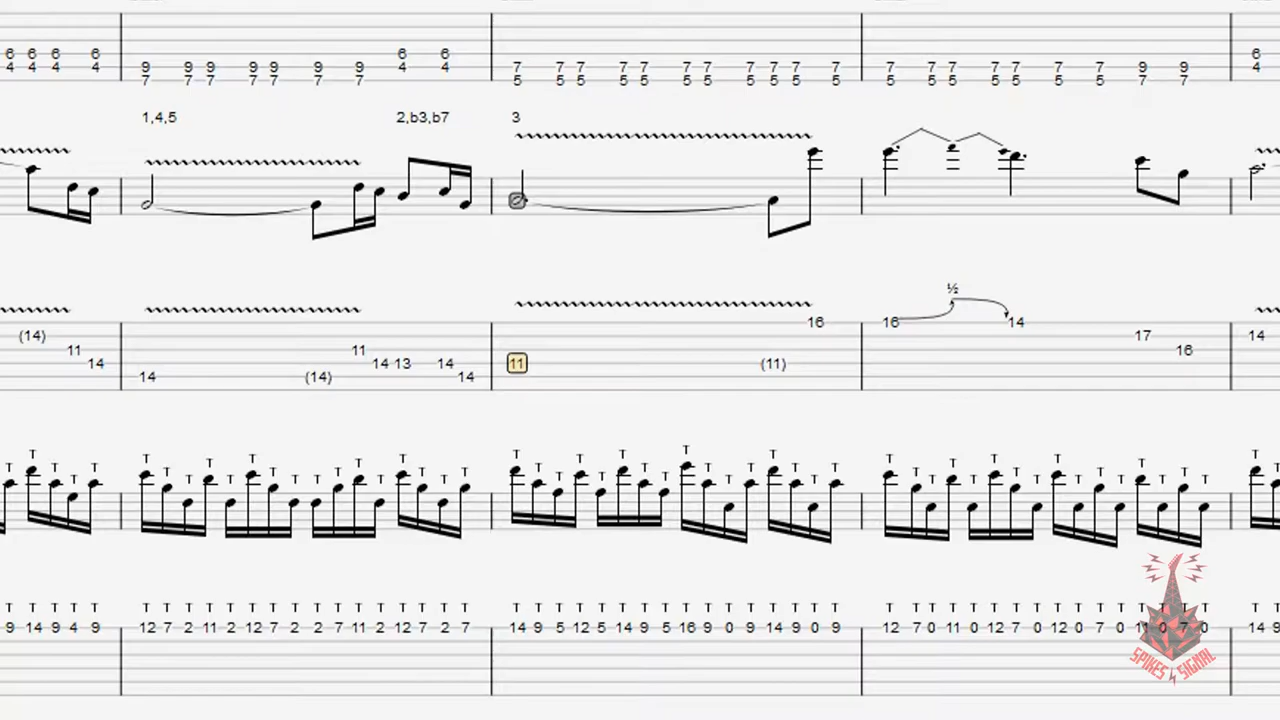 6 6 6 6 6 6
4 4 4 4 9 9 9 9 9 9 9 4 4 7 7 7 7 7 7 7 7 7 7 7 7 7 7 7 7 7 7 9 9 4
7 7 7 7 7 7 7 5 5 5 5 5 5 5 5 5 5 5 5 5 5 5 5 5 7 7
1,4,5 2,b3,b7 3
½
16 16 14
(14) 17 14
11 11 16
14 14 13 14 11 (11)
14 (14) 14
T T T T T T T T T T T T T T T T T T T T T T T T T T T T T T T T T T T T T T T T T T T T T T T T T T T T T T T
T T T T T T T T T T T T T T T T T T T T T T T T T T T T T T T T T T T T T T T T T T T T T T T T T T T T T T T
9 14 9 4 9 12 7 2 11 2 12 7 2 2 7 11 2 12 7 2 7 14 9 5 12 5 14 9 5 16 9 0 9 14 9 0 9 12 7 0 11 0 12 7 0 12 0 7 0 11 0 7 0 14 9
SPIKES SIGNAL